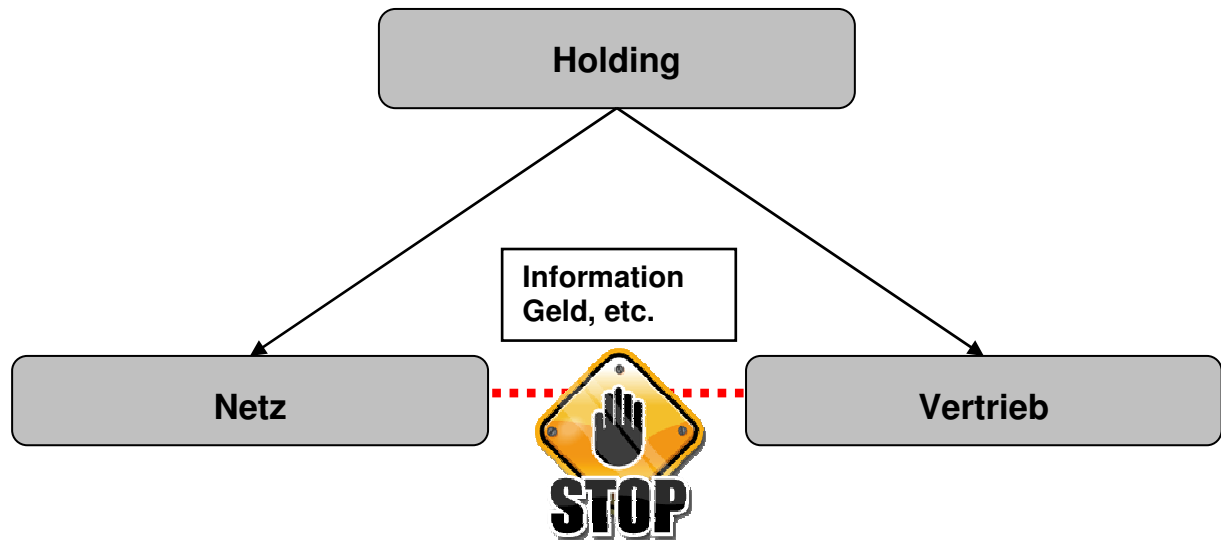 Holding
Information
Geld, etc.
Netz
Vertrieb
STOP